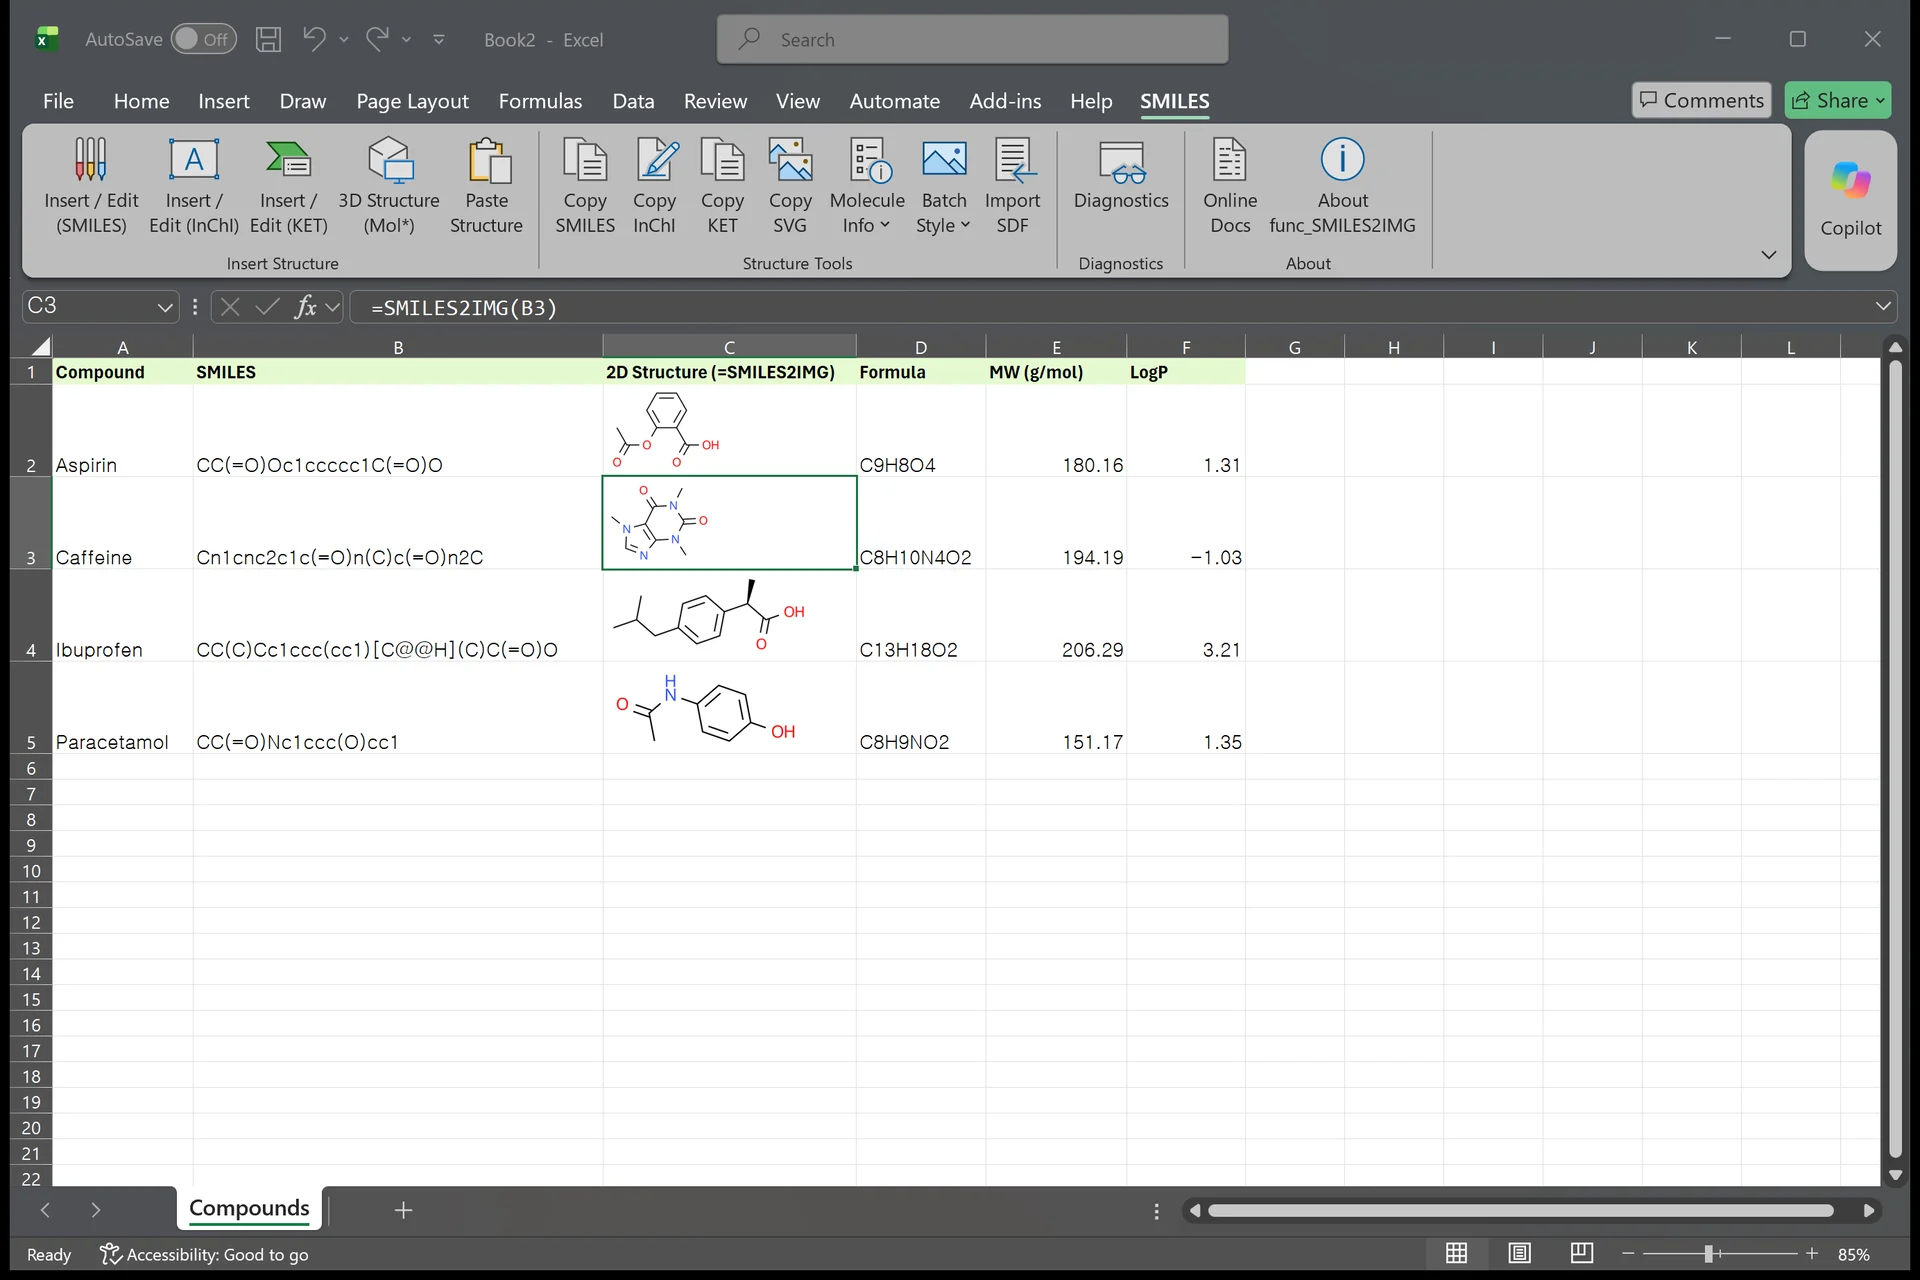 AutoSave Off Book2 - Excel Search
File Home Insert Draw Page Layout Formulas Data Review View Automate Add-ins Help SMILES Comments Share
Insert / Edit (SMILES)
Insert / Edit (InChI)
Insert / Edit (KET)
3D Structure (Mol*)
Paste Structure
Insert Structure
Copy SMILES
Copy InChI
Copy KET
Copy SVG
Molecule Info
Batch Style
Import SDF
Structure Tools
Diagnostics
Diagnostics
Online Docs
About func_SMILES2IMG
About
Copilot
C3 fx =SMILES2IMG(B3)
A B C D E F G H I J K L
1 Compound SMILES 2D Structure (=SMILES2IMG) Formula MW (g/mol) LogP
O O O OH
2 Aspirin CC(=O)Oc1ccccc1C(=O)O C9H8O4 180.16 1.31
O N O N N N
3 Caffeine Cn1cnc2c1c(=O)n(C)c(=O)n2C C8H10N4O2 194.19 −1.03
OH O
4 Ibuprofen CC(C)Cc1ccc(cc1)[C@@H](C)C(=O)O C13H18O2 206.29 3.21
H N O OH
5 Paracetamol CC(=O)Nc1ccc(O)cc1 C8H9NO2 151.17 1.35
6
7
8
9
10
11
12
13
14
15
16
17
18
19
20
21
22
Compounds
Ready Accessibility: Good to go 85%